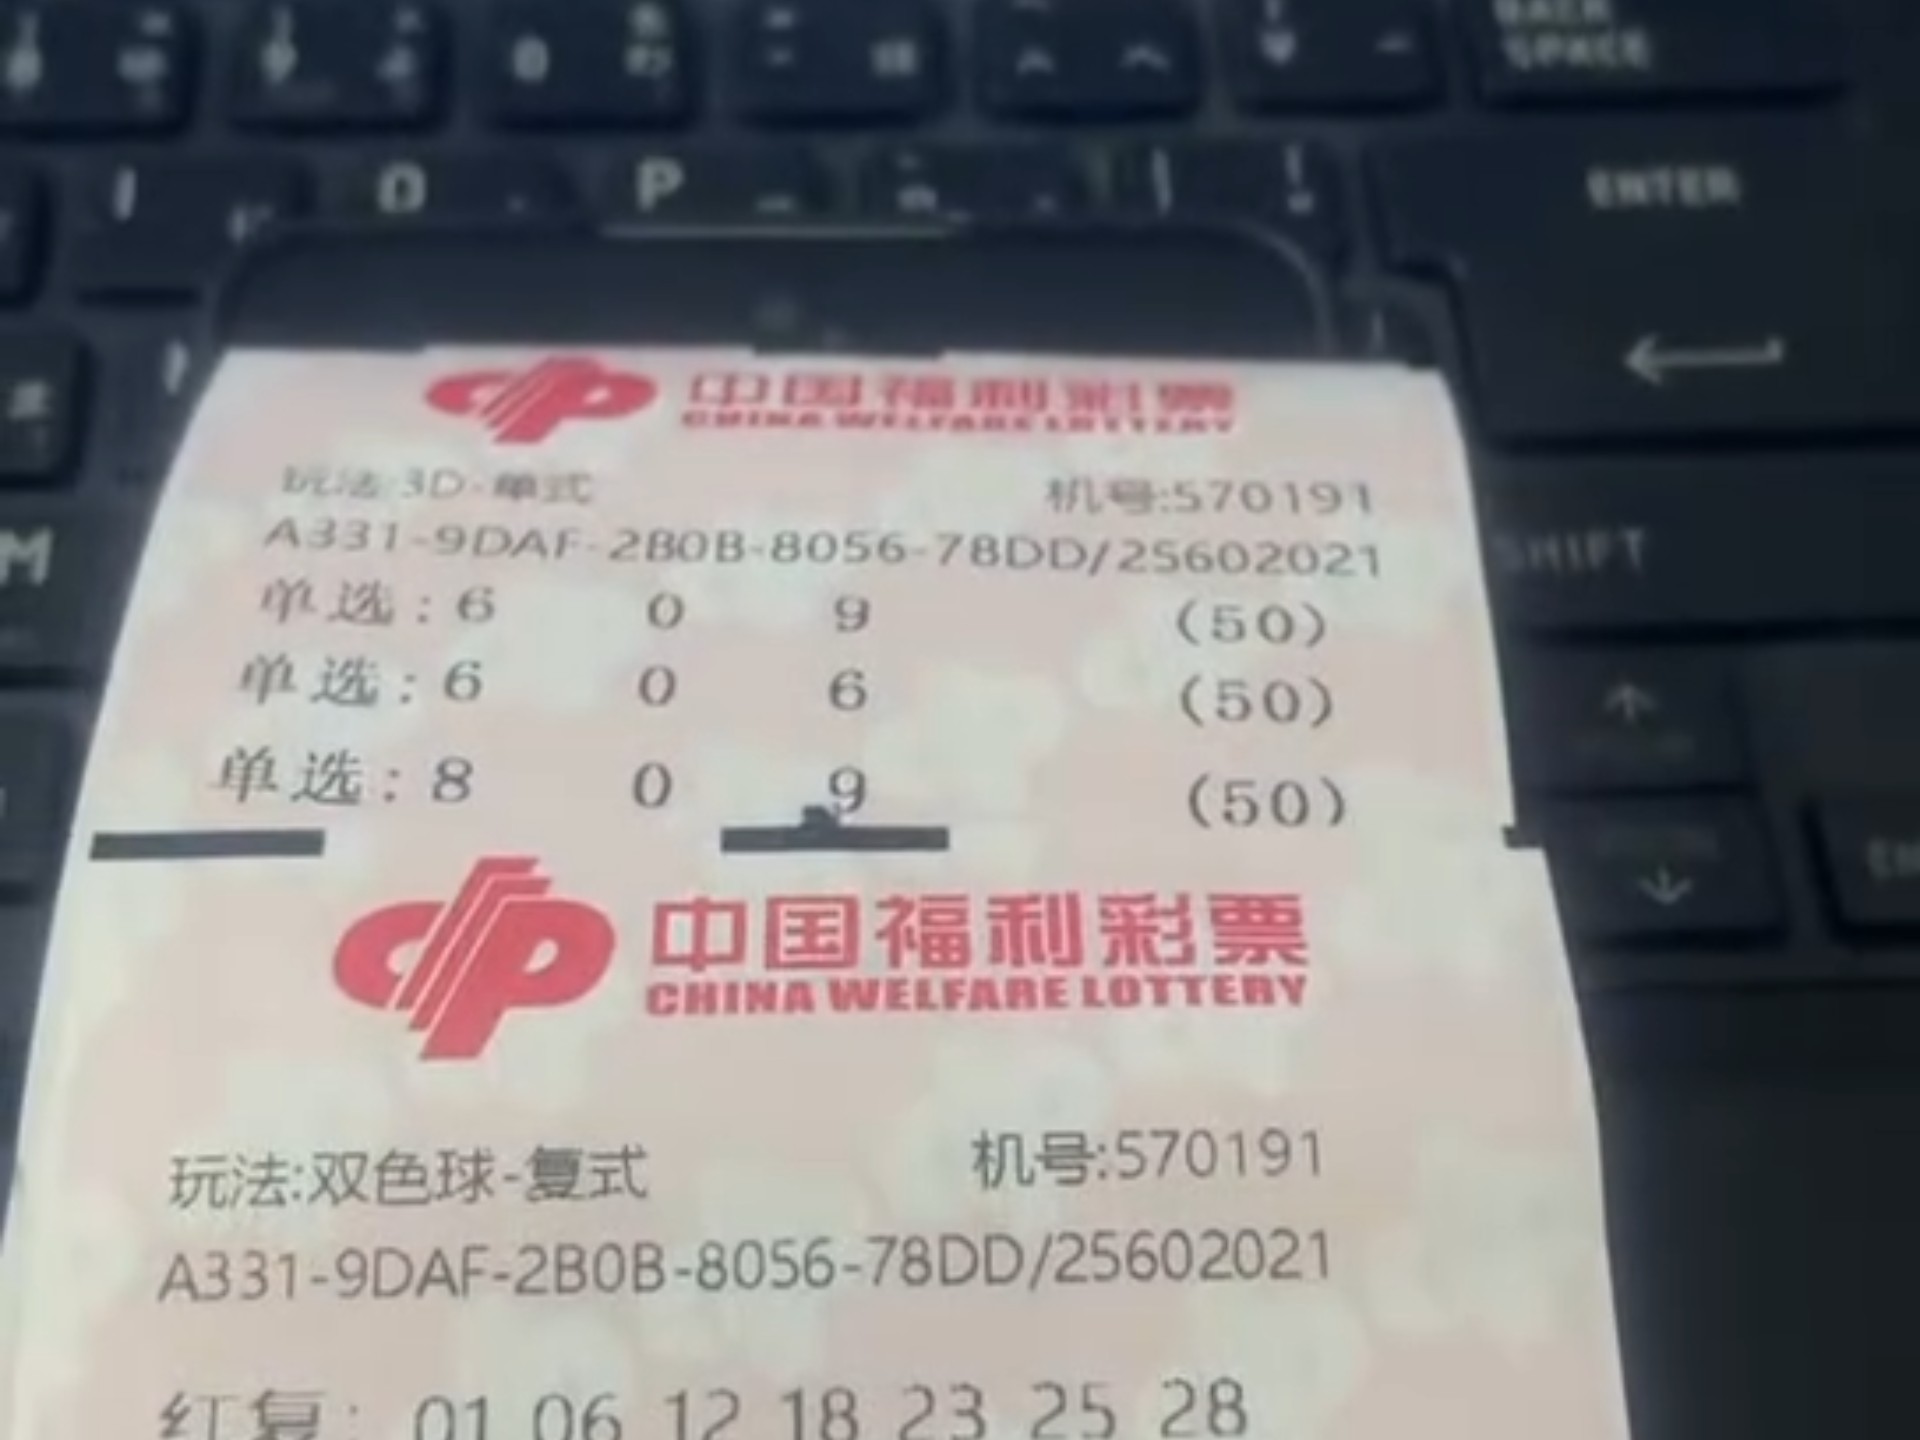 BACK
SPACE
O P
ENTER
M
SHIFT
中国福利彩票
CHINA WELFARE LOTTERY
玩法:3D-单式 机号:570191
A331-9DAF-2B0B-8056-78DD/25602021
单选:6 0 9 (50)
单选:6 0 6 (50)
单选:8 0 9 (50)
中国福利彩票
CHINA WELFARE LOTTERY
玩法:双色球-复式 机号:570191
A331-9DAF-2B0B-8056-78DD/25602021
红复: 01 06 12 18 23 25 28